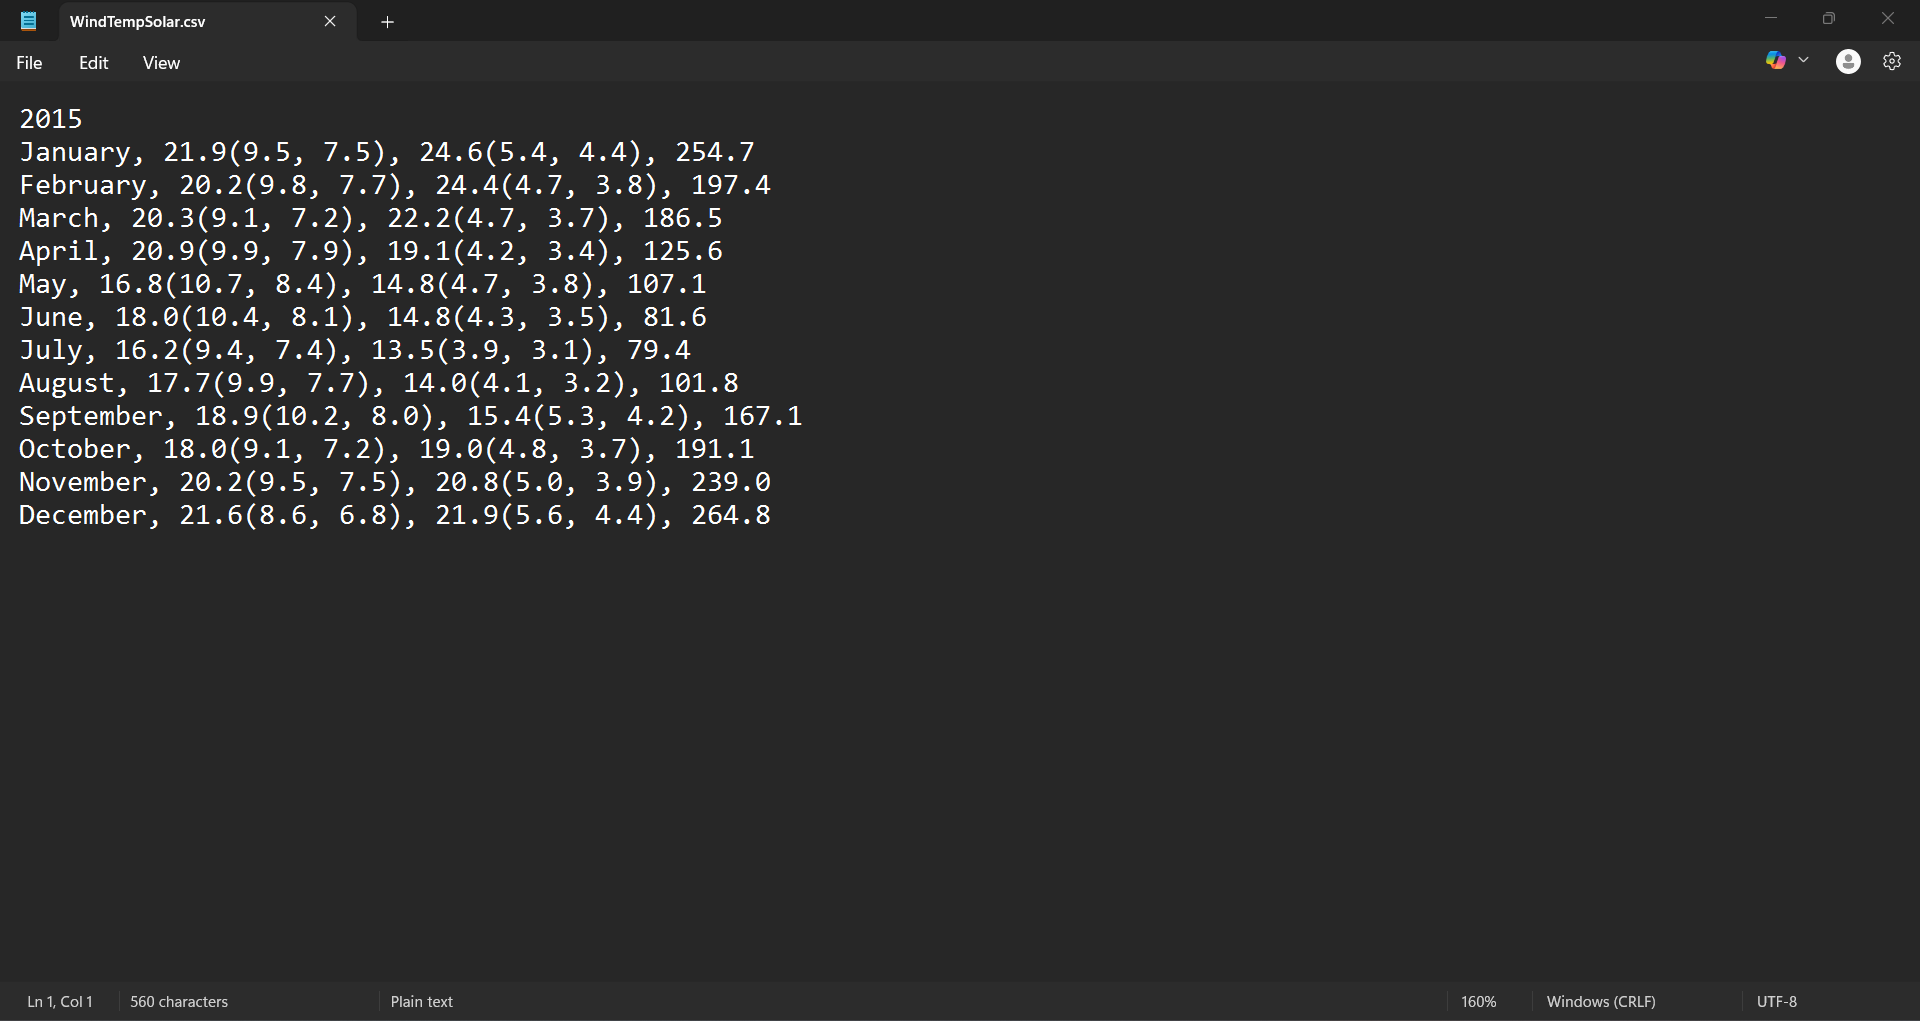 WindTempSolar.csv
File Edit View
2015
January, 21.9(9.5, 7.5), 24.6(5.4, 4.4), 254.7
February, 20.2(9.8, 7.7), 24.4(4.7, 3.8), 197.4
March, 20.3(9.1, 7.2), 22.2(4.7, 3.7), 186.5
April, 20.9(9.9, 7.9), 19.1(4.2, 3.4), 125.6
May, 16.8(10.7, 8.4), 14.8(4.7, 3.8), 107.1
June, 18.0(10.4, 8.1), 14.8(4.3, 3.5), 81.6
July, 16.2(9.4, 7.4), 13.5(3.9, 3.1), 79.4
August, 17.7(9.9, 7.7), 14.0(4.1, 3.2), 101.8
September, 18.9(10.2, 8.0), 15.4(5.3, 4.2), 167.1
October, 18.0(9.1, 7.2), 19.0(4.8, 3.7), 191.1
November, 20.2(9.5, 7.5), 20.8(5.0, 3.9), 239.0
December, 21.6(8.6, 6.8), 21.9(5.6, 4.4), 264.8
Ln 1, Col 1 560 characters Plain text 160% Windows (CRLF) UTF-8